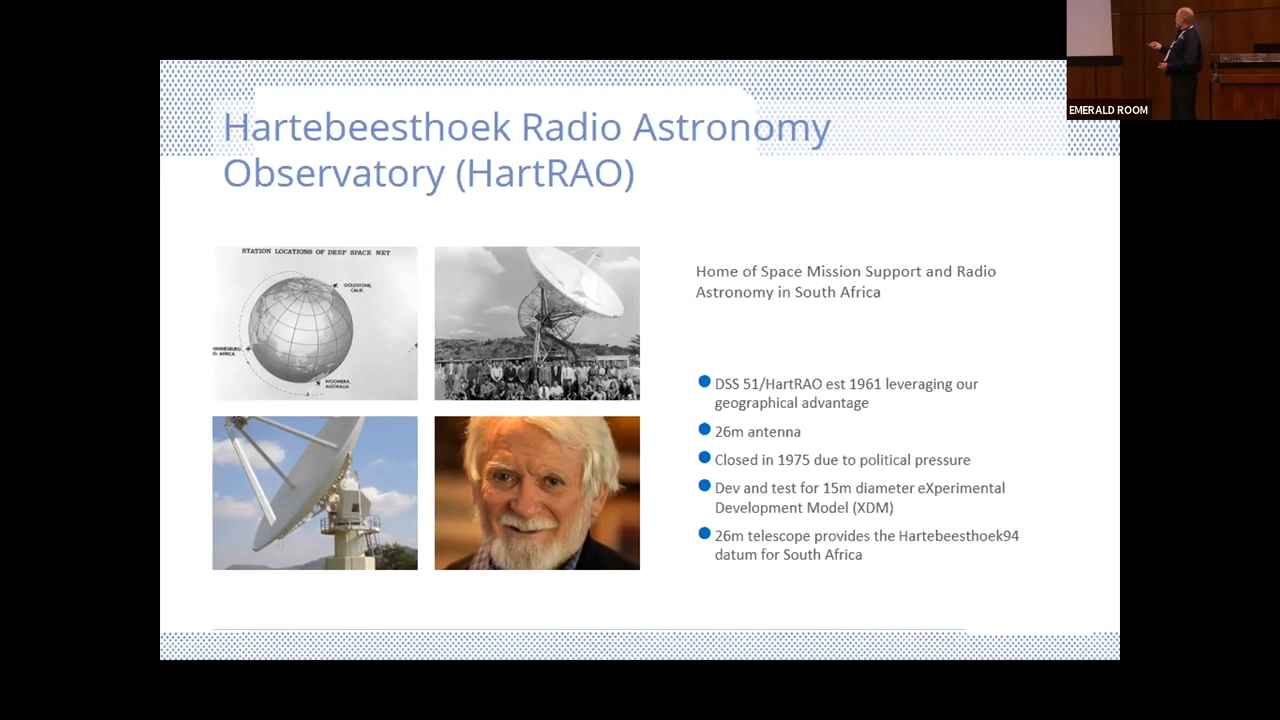 EMERALD ROOM
Hartebeesthoek Radio Astronomy
Observatory (HartRAO)
STATION LOCATIONS OF DEEP SPACE NET
GOLDSTONE,
CALIF.
WOOMERA,
AUSTRALIA
Home of Space Mission Support and Radio
Astronomy in South Africa
DSS 51/HartRAO est 1961 leveraging our
geographical advantage
26m antenna
Closed in 1975 due to political pressure
Dev and test for 15m diameter eXperimental
Development Model (XDM)
26m telescope provides the Hartebeesthoek94
datum for South Africa